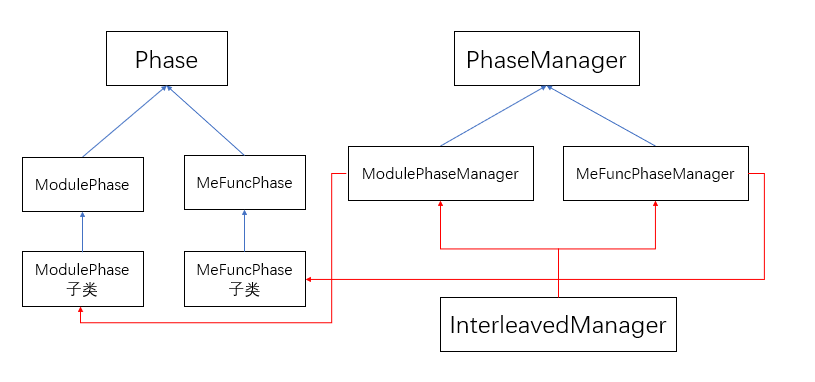 Phase
PhaseManager
ModulePhase
MeFuncPhase
ModulePhaseManager
MeFuncPhaseManager
ModulePhase
子类
MeFuncPhase
子类
InterleavedManager